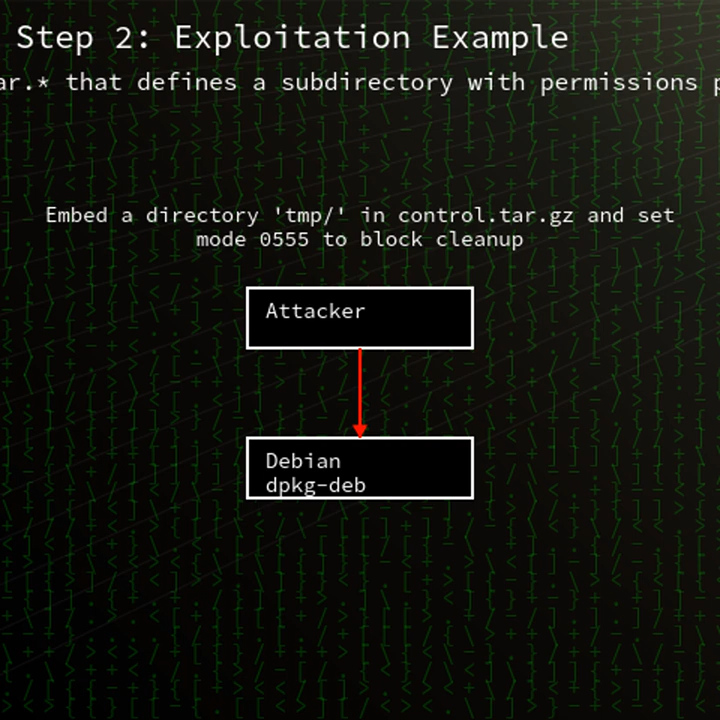 Step 2: Exploitation Example
ar.* that defines a subdirectory with permissions p
Embed a directory 'tmp/' in control.tar.gz and set
mode 0555 to block cleanup
Attacker
Debian
dpkg-deb